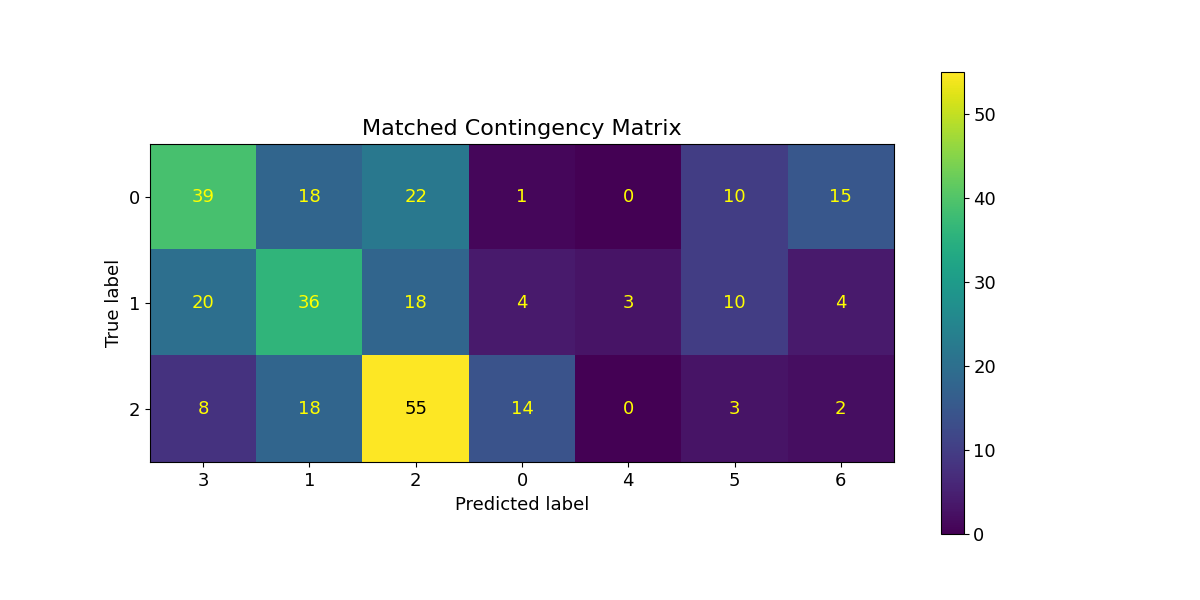 Matched Contingency Matrix
0 39 18 22 1 0 10 15
1 20 36 18 4 3 10 4
2 8 18 55 14 0 3 2
3 1 2 0 4 5 6
Predicted label
True label
50
40
30
20
10
0